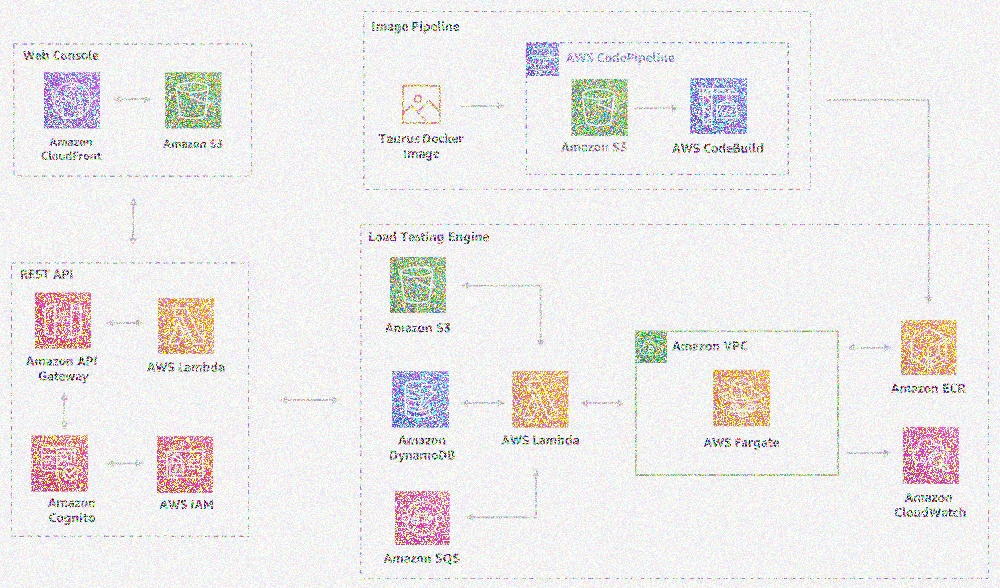 Web Console
Amazon
CloudFront
Amazon S3
Image Pipeline
Taurus Docker
Image
AWS CodePipeline
Amazon S3
AWS CodeBuild
REST API
Amazon API
Gateway
AWS Lambda
Amazon
Cognito
AWS IAM
Load Testing Engine
Amazon S3
Amazon
DynamoDB
AWS Lambda
Amazon SQS
Amazon VPC
AWS Fargate
Amazon ECR
Amazon
CloudWatch